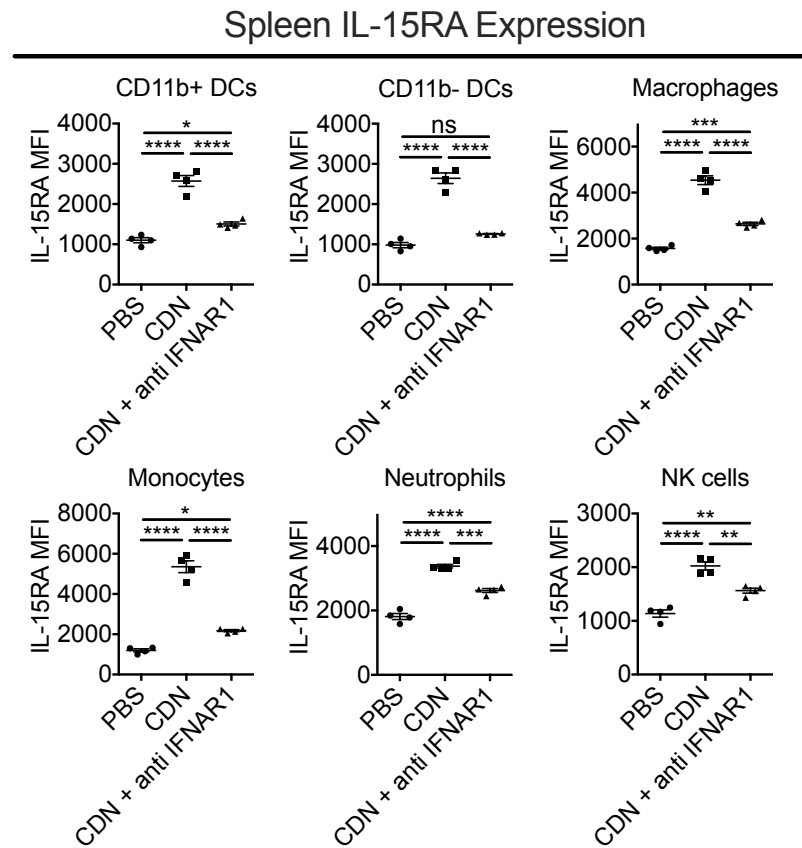 Spleen IL-15RA Expression
CD11b+ DCs
IL-15RA MFI
4000
3000
2000
1000
0
*
**** ****
PBS
CDN
CDN + anti IFNAR1
CD11b- DCs
IL-15RA MFI
4000
3000
2000
1000
0
ns
**** ****
PBS
CDN
CDN + anti IFNAR1
Macrophages
IL-15RA MFI
6000
4000
2000
0
***
**** ****
PBS
CDN
CDN + anti IFNAR1
Monocytes
IL-15RA MFI
8000
6000
4000
2000
0
*
**** ****
PBS
CDN
CDN + anti IFNAR1
Neutrophils
IL-15RA MFI
4000
2000
0
****
**** ***
PBS
CDN
CDN + anti IFNAR1
NK cells
IL-15RA MFI
3000
2000
1000
0
**
**** **
PBS
CDN
CDN + anti IFNAR1